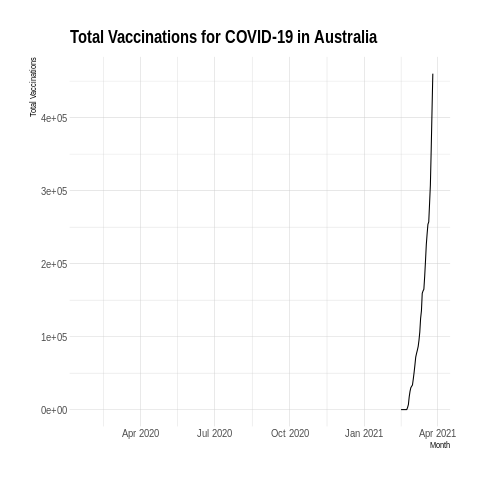 Total Vaccinations for COVID-19 in Australia
Total Vaccinations
4e+05
3e+05
2e+05
1e+05
0e+00
Apr 2020 Jul 2020 Oct 2020 Jan 2021 Apr 2021
Month